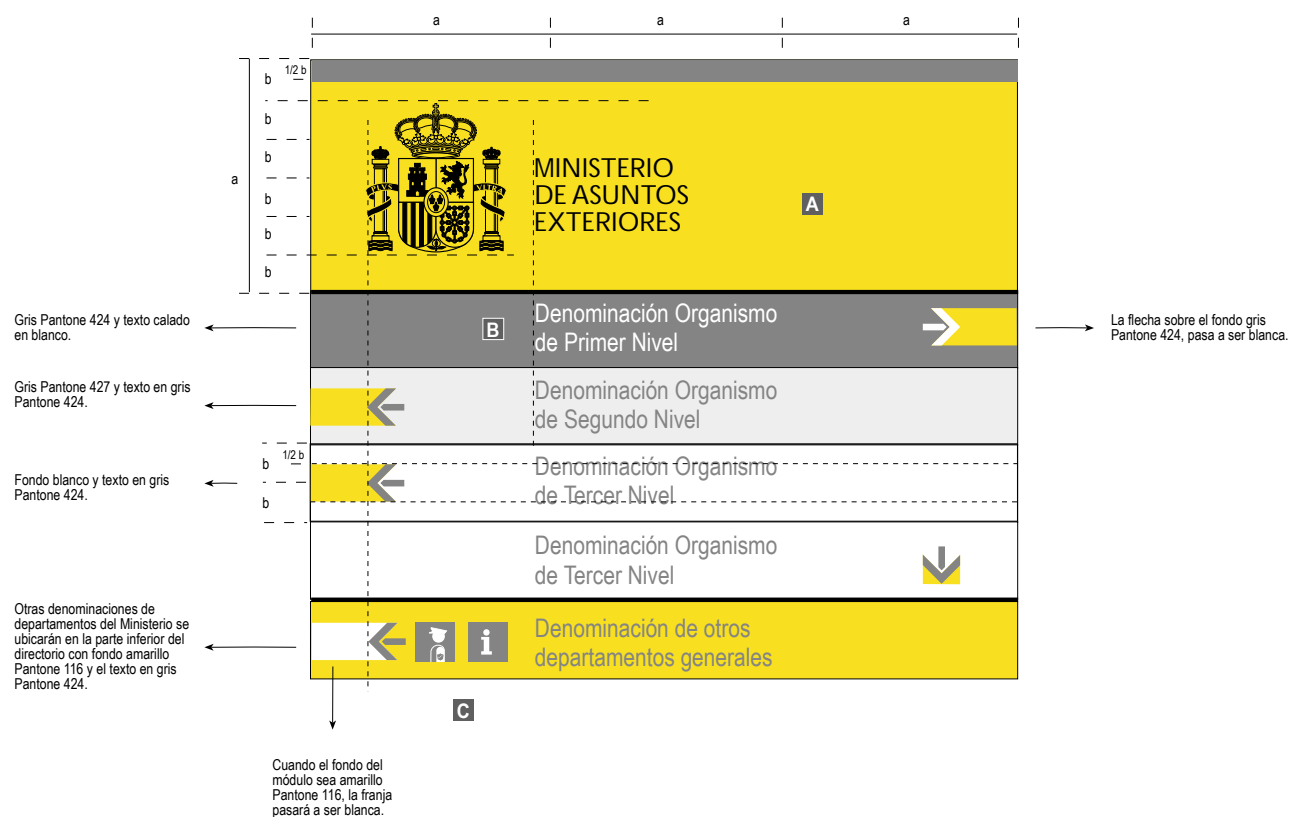 a a a
1/2 b
b
b
b
a
b
b
b
PLVS VLTRA
MINISTERIO
DE ASUNTOS
EXTERIORES
A
Gris Pantone 424 y texto calado
en blanco.
B
Denominación Organismo
de Primer Nivel
La flecha sobre el fondo gris
Pantone 424, pasa a ser blanca.
Gris Pantone 427 y texto en gris
Pantone 424.
Denominación Organismo
de Segundo Nivel
1/2 b
b
b
Fondo blanco y texto en gris
Pantone 424.
Denominación Organismo
de Tercer Nivel
Denominación Organismo
de Tercer Nivel
Otras denominaciones de
departamentos del Ministerio se
ubicarán en la parte inferior del
directorio con fondo amarillo
Pantone 116 y el texto en gris
Pantone 424.
i
Denominación de otros
departamentos generales
C
Cuando el fondo del
módulo sea amarillo
Pantone 116, la franja
pasará a ser blanca.